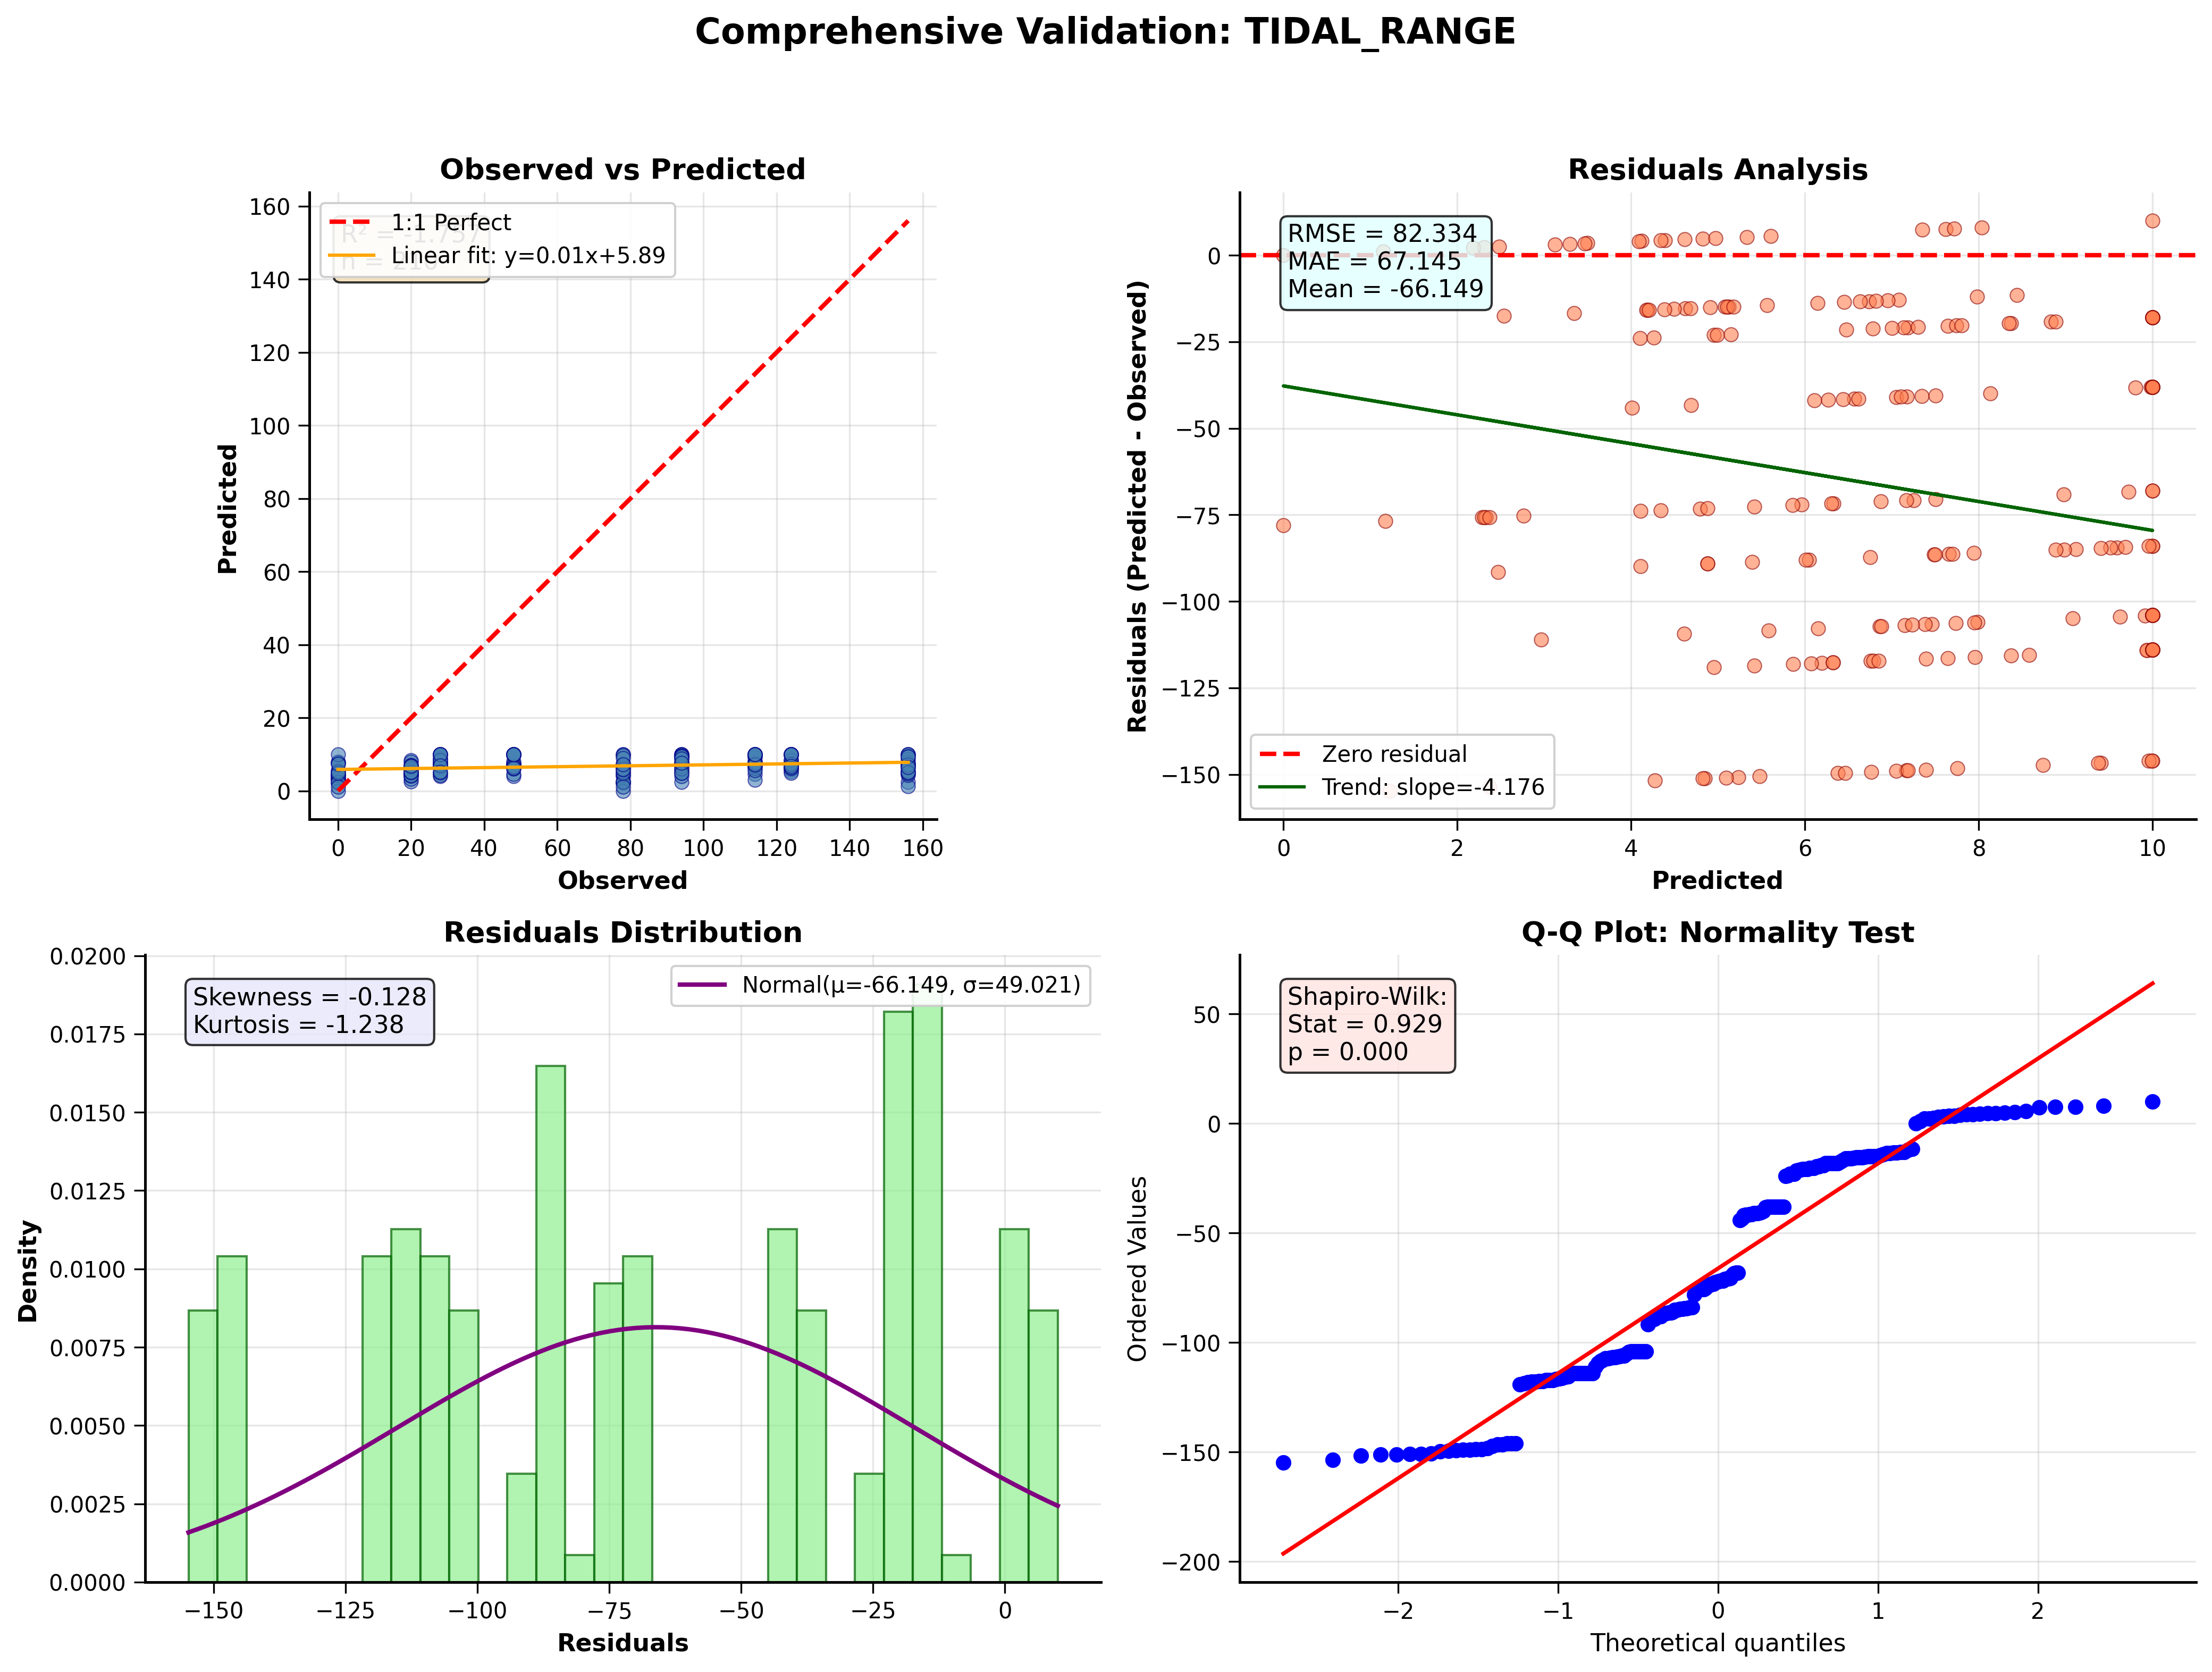 Comprehensive Validation: TIDAL_RANGE
Observed vs Predicted
R² = -1.757
1:1 Perfect
Linear fit: y=0.01x+5.89
160
140
120
100
80
60
40
20
0
Predicted
0 20 40 60 80 100 120 140 160
Observed
Residuals Analysis
RMSE = 82.334
MAE = 67.145
Mean = -66.149
0
−25
−50
−75
−100
−125
−150
Residuals (Predicted - Observed)
Zero residual
Trend: slope=-4.176
0 2 4 6 8 10
Predicted
Residuals Distribution
Skewness = -0.128
Kurtosis = -1.238
Normal(μ=-66.149, σ=49.021)
0.0200
0.0175
0.0150
0.0125
0.0100
0.0075
0.0050
0.0025
0.0000
Density
−150 −125 −100 −75 −50 −25 0
Residuals
Q-Q Plot: Normality Test
Shapiro-Wilk:
Stat = 0.929
p = 0.000
50
0
−50
−100
−150
−200
Ordered Values
−2 −1 0 1 2
Theoretical quantiles